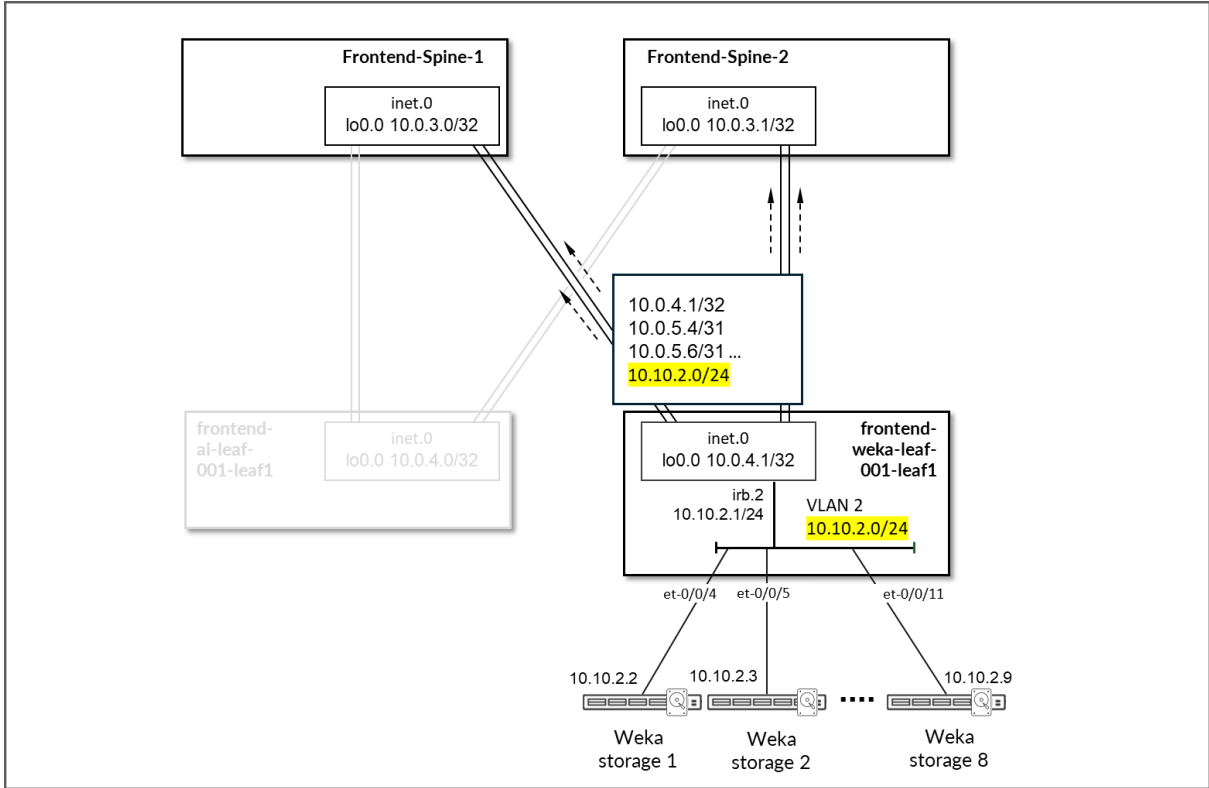 Frontend-Spine-1
inet.0
lo0.0 10.0.3.0/32
Frontend-Spine-2
inet.0
lo0.0 10.0.3.1/32
10.0.4.1/32
10.0.5.4/31
10.0.5.6/31 ...
10.10.2.0/24
frontend-
ai-leaf-
001-leaf1
inet.0
lo0.0 10.0.4.0/32
inet.0
lo0.0 10.0.4.1/32
frontend-
weka-leaf-
001-leaf1
irb.2
10.10.2.1/24
VLAN 2
10.10.2.0/24
et-0/0/4
et-0/0/5
et-0/0/11
10.10.2.2
10.10.2.3
10.10.2.9
Weka
storage 1
Weka
storage 2
Weka
storage 8